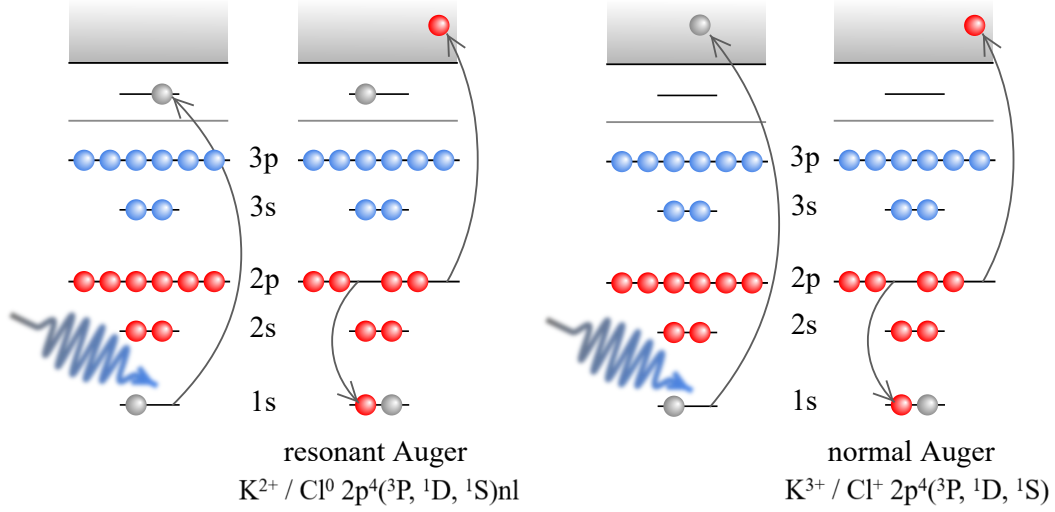 3p
3s
2p
2s
1s
resonant Auger
K²⁺ / Cl⁰ 2p⁴(³P, ¹D, ¹S)nl
3p
3s
2p
2s
1s
normal Auger
K³⁺ / Cl⁺ 2p⁴(³P, ¹D, ¹S)